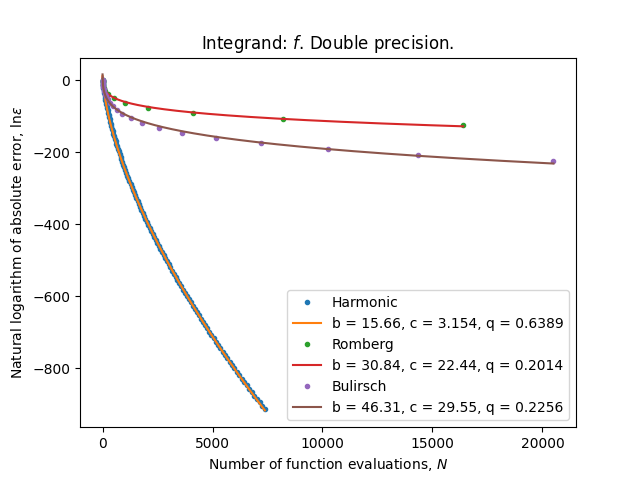 Integrand: f. Double precision.
Natural logarithm of absolute error, lnε
0
−200
−400
−600
−800
Harmonic
b = 15.66, c = 3.154, q = 0.6389
Romberg
b = 30.84, c = 22.44, q = 0.2014
Bulirsch
b = 46.31, c = 29.55, q = 0.2256
0 5000 10000 15000 20000
Number of function evaluations, N